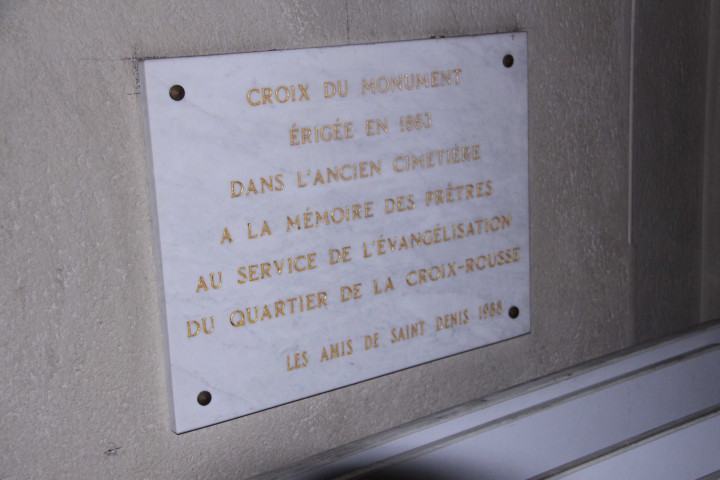 CROIX DU MONUMENT
ÉRIGÉE EN 1883
DANS L'ANCIEN CIMETIÈRE
A LA MÉMOIRE DES PRÊTRES
AU SERVICE DE L'ÉVANGÉLISATION
DU QUARTIER DE LA CROIX-ROUSSE
LES AMIS DE SAINT DENIS 1988